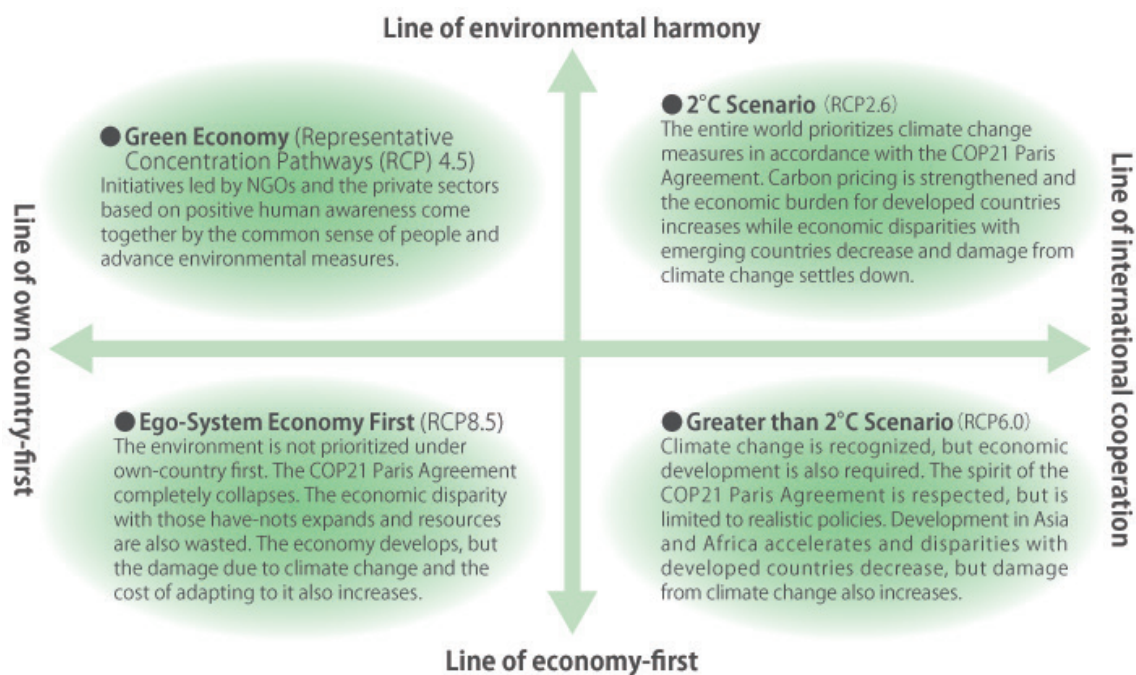 Line of environmental harmony
● Green Economy (Representative
Concentration Pathways (RCP) 4.5)
Initiatives led by NGOs and the private sectors
based on positive human awareness come
together by the common sense of people and
advance environmental measures.
● 2°C Scenario (RCP2.6)
The entire world prioritizes climate change
measures in accordance with the COP21 Paris
Agreement. Carbon pricing is strengthened and
the economic burden for developed countries
increases while economic disparities with
emerging countries decrease and damage from
climate change settles down.
Line of own country-first
Line of international cooperation
● Ego-System Economy First (RCP8.5)
The environment is not prioritized under
own-country first. The COP21 Paris Agreement
completely collapses. The economic disparity
with those have-nots expands and resources
are also wasted. The economy develops, but
the damage due to climate change and the
cost of adapting to it also increases.
● Greater than 2°C Scenario (RCP6.0)
Climate change is recognized, but economic
development is also required. The spirit of the
COP21 Paris Agreement is respected, but is
limited to realistic policies. Development in Asia
and Africa accelerates and disparities with
developed countries decrease, but damage
from climate change also increases.
Line of economy-first